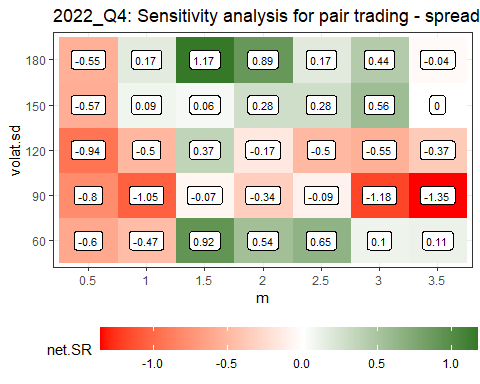 2022_Q4: Sensitivity analysis for pair trading - spread
volat.sd
180 -0.55 0.17 1.17 0.89 0.17 0.44 -0.04
150 -0.57 0.09 0.06 0.28 0.28 0.56 0
120 -0.94 -0.5 0.37 -0.17 -0.5 -0.55 -0.37
90 -0.8 -1.05 -0.07 -0.34 -0.09 -1.18 -1.35
60 -0.6 -0.47 0.92 0.54 0.65 0.1 0.11
0.5 1 1.5 2 2.5 3 3.5
m
net.SR
-1.0 -0.5 0.0 0.5 1.0